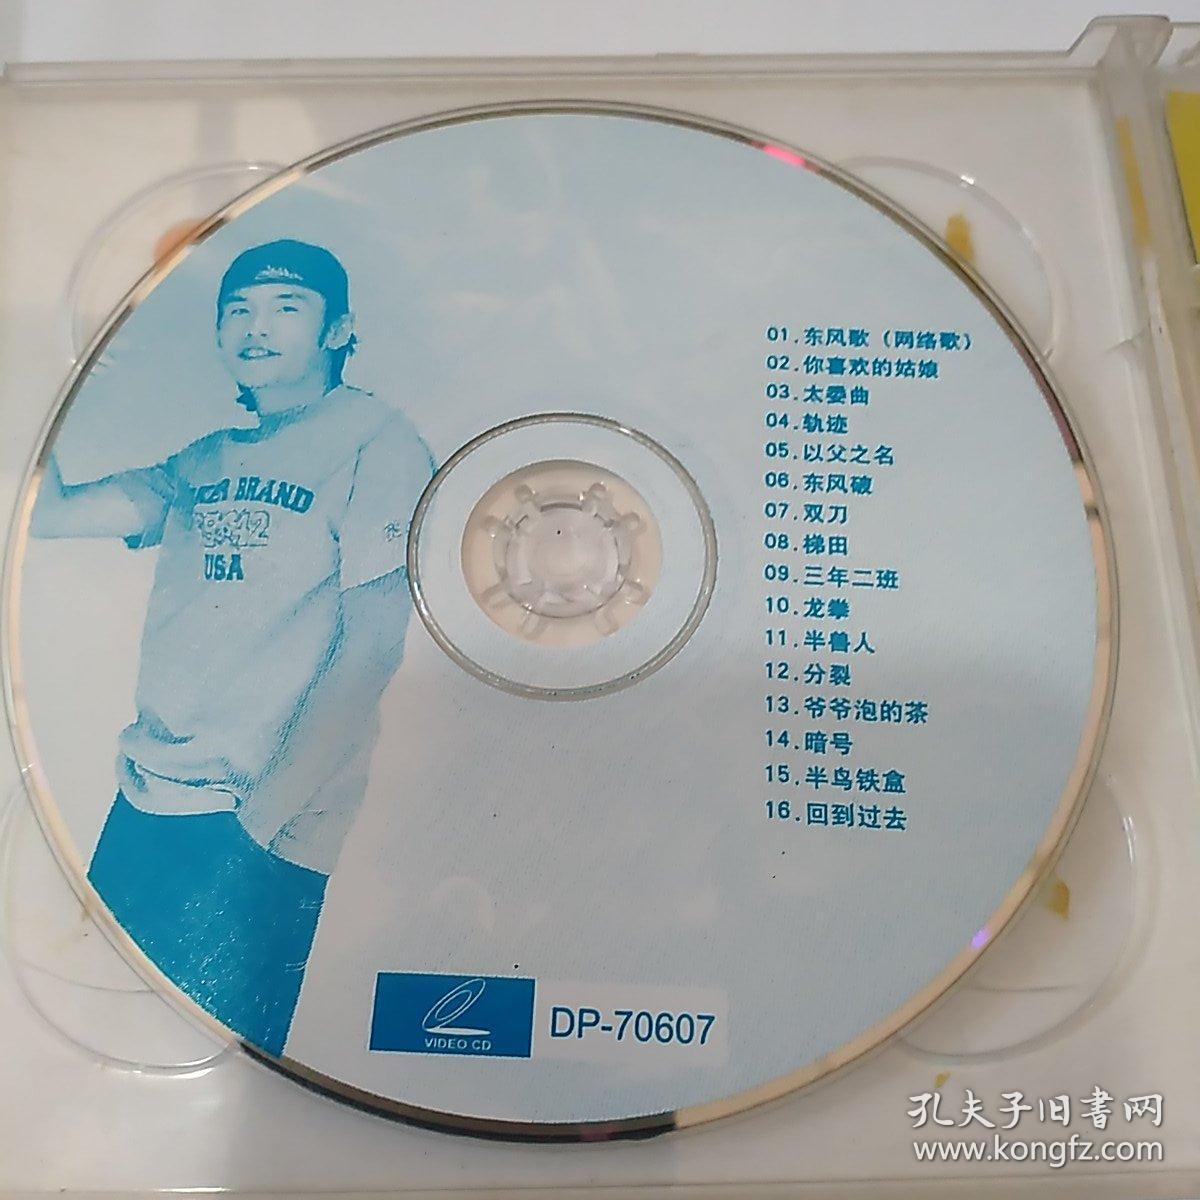 01.东风歌（网络歌）
02.你喜欢的姑娘
03.太委曲
04.轨迹
05.以父之名
06.东风破
07.双刀
08.梯田
09.三年二班
10.龙拳
11.半兽人
12.分裂
13.爷爷泡的茶
14.暗号
15.半鸟铁盒
16.回到过去
BRAND
USA
VIDEO CD
DP-70607
孔夫子旧書网
www.kongfz.com